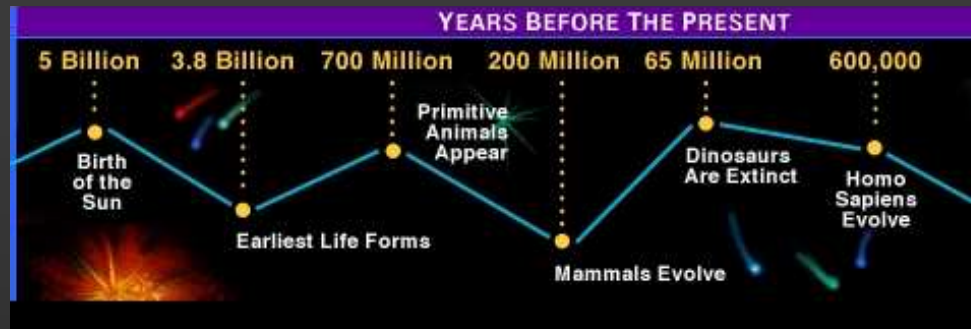 YEARS BEFORE THE PRESENT
5 Billion
3.8 Billion
700 Million
200 Million
65 Million
600,000
Birth
of the
Sun
Earliest Life Forms
Primitive
Animals
Appear
Mammals Evolve
Dinosaurs
Are Extinct
Homo
Sapiens
Evolve